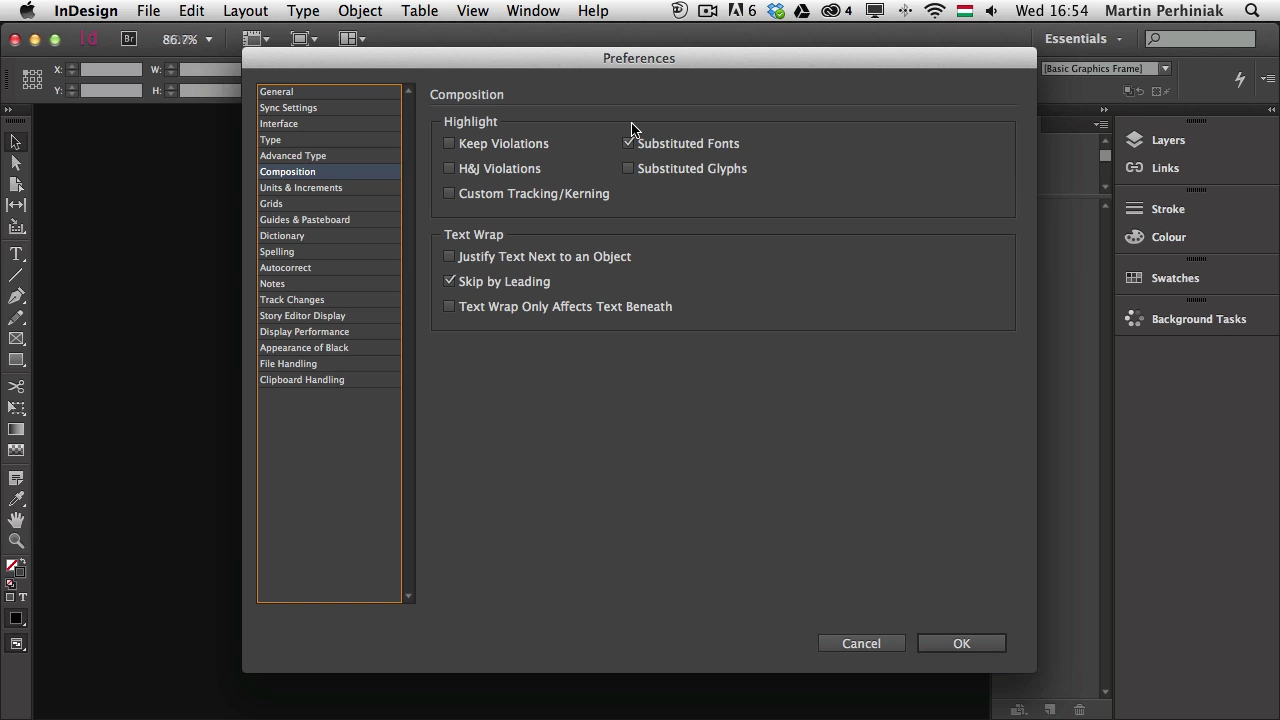 InDesign File Edit Layout Type Object Table View Window Help 6 4 Wed 16:54 Martin Perhiniak
Id Br 86.7% Essentials
Preferences
X: W: [Basic Graphics Frame]
Y: H:
General
Sync Settings
Interface
Type
Advanced Type
Composition
Units & Increments
Grids
Guides & Pasteboard
Dictionary
Spelling
Autocorrect
Notes
Track Changes
Story Editor Display
Display Performance
Appearance of Black
File Handling
Clipboard Handling
Composition
Highlight
Keep Violations Substituted Fonts
H&J Violations Substituted Glyphs
Custom Tracking/Kerning
Text Wrap
Justify Text Next to an Object
Skip by Leading
Text Wrap Only Affects Text Beneath
Cancel OK
Layers
Links
Stroke
Colour
Swatches
Background Tasks
T
T